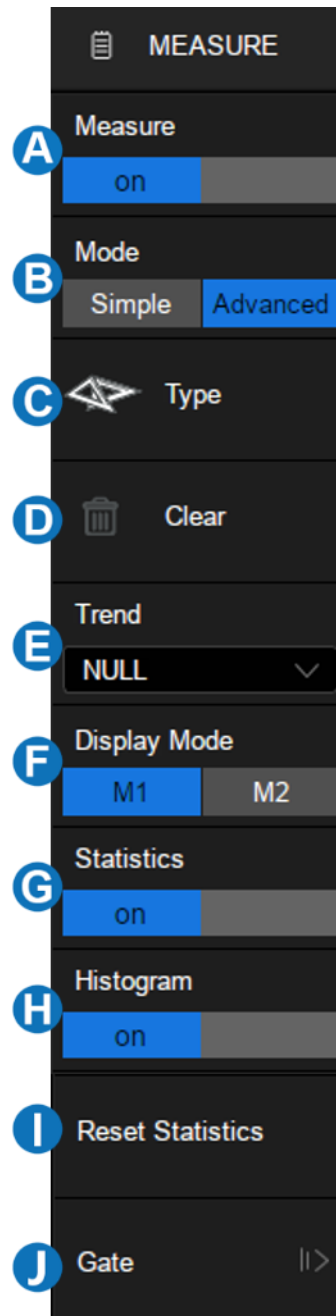 MEASURE
A
Measure
on
B
Mode
Simple Advanced
C
Type
D
Clear
E
Trend
NULL
F
Display Mode
M1 M2
G
Statistics
on
H
Histogram
on
I
Reset Statistics
J
Gate